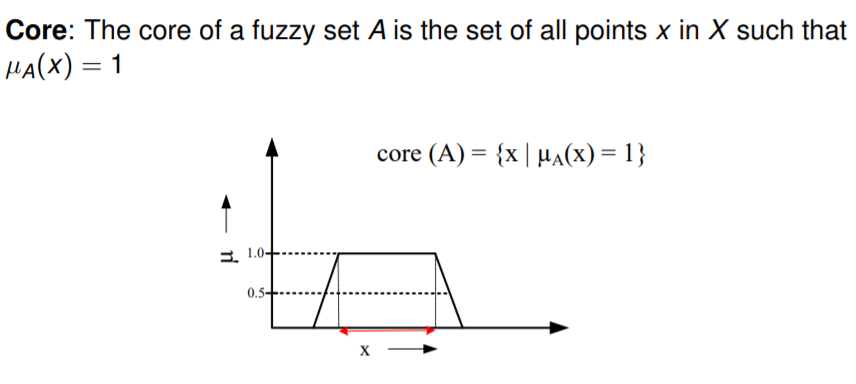 Core: The core of a fuzzy set A is the set of all points x in X such that
μA(x) = 1
core (A) = {x | μA(x) = 1}
μ
1.0
0.5
x